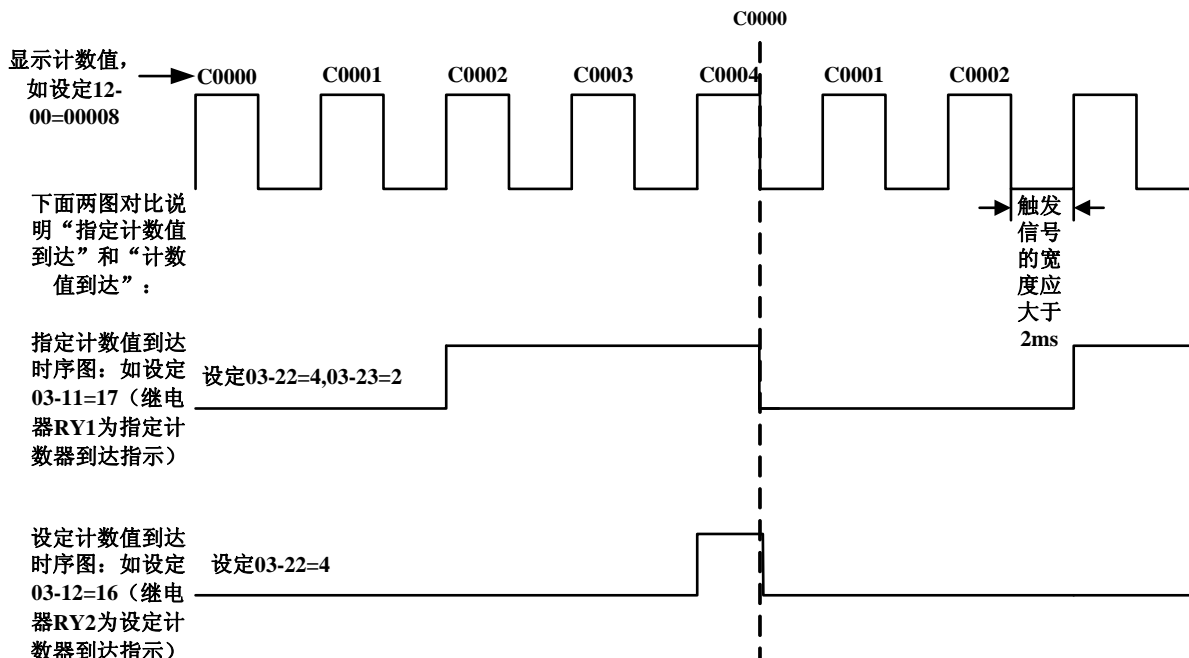 C0000
显示计数值，
如设定12-
00=00008
C0000
C0001
C0002
C0003
C0004
C0001
C0002
下面两图对比说
明“指定计数值
到达”和“计数
值到达”：
触发
信号
的宽
度应
大于
2ms
指定计数值到达
时序图：如设定
03-11=17（继电
器RY1为指定计
数器到达指示）
设定03-22=4,03-23=2
设定计数值到达
时序图：如设定
03-12=16（继电
器RY2为设定计
数器到达指示）
设定03-22=4